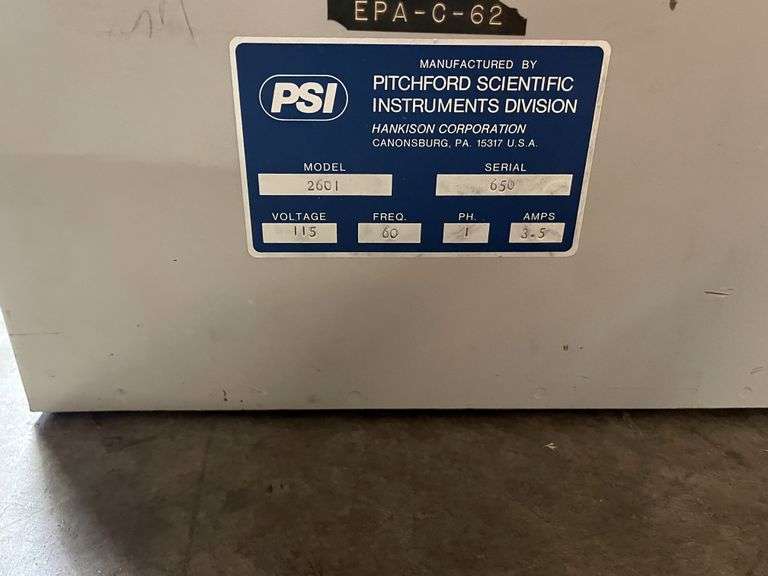 EPA-C-62
PSI
MANUFACTURED BY
PITCHFORD SCIENTIFIC
INSTRUMENTS DIVISION
HANKISON CORPORATION
CANONSBURG, PA. 15317 U.S.A.
MODEL SERIAL
2601 650
VOLTAGE FREQ. PH. AMPS
115 60 1 3-5